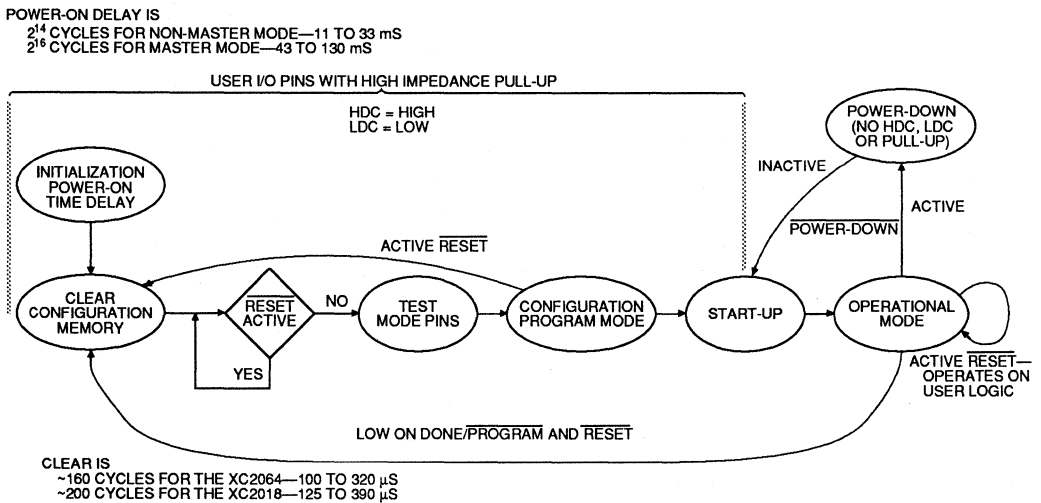 POWER-ON DELAY IS
2¹⁴ CYCLES FOR NON-MASTER MODE—11 TO 33 mS
2¹⁶ CYCLES FOR MASTER MODE—43 TO 130 mS
USER I/O PINS WITH HIGH IMPEDANCE PULL-UP
HDC = HIGH
LDC = LOW
POWER-DOWN
(NO HDC, LDC
OR PULL-UP)
INITIALIZATION
POWER-ON
TIME DELAY
INACTIVE
ACTIVE
POWER-DOWN
ACTIVE RESET
CLEAR
CONFIGURATION
MEMORY
RESET
ACTIVE
NO
YES
TEST
MODE PINS
CONFIGURATION
PROGRAM MODE
START-UP
OPERATIONAL
MODE
ACTIVE RESET—
OPERATES ON
USER LOGIC
LOW ON DONE/PROGRAM AND RESET
CLEAR IS
~160 CYCLES FOR THE XC2064—100 TO 320 µS
~200 CYCLES FOR THE XC2018—125 TO 390 µS